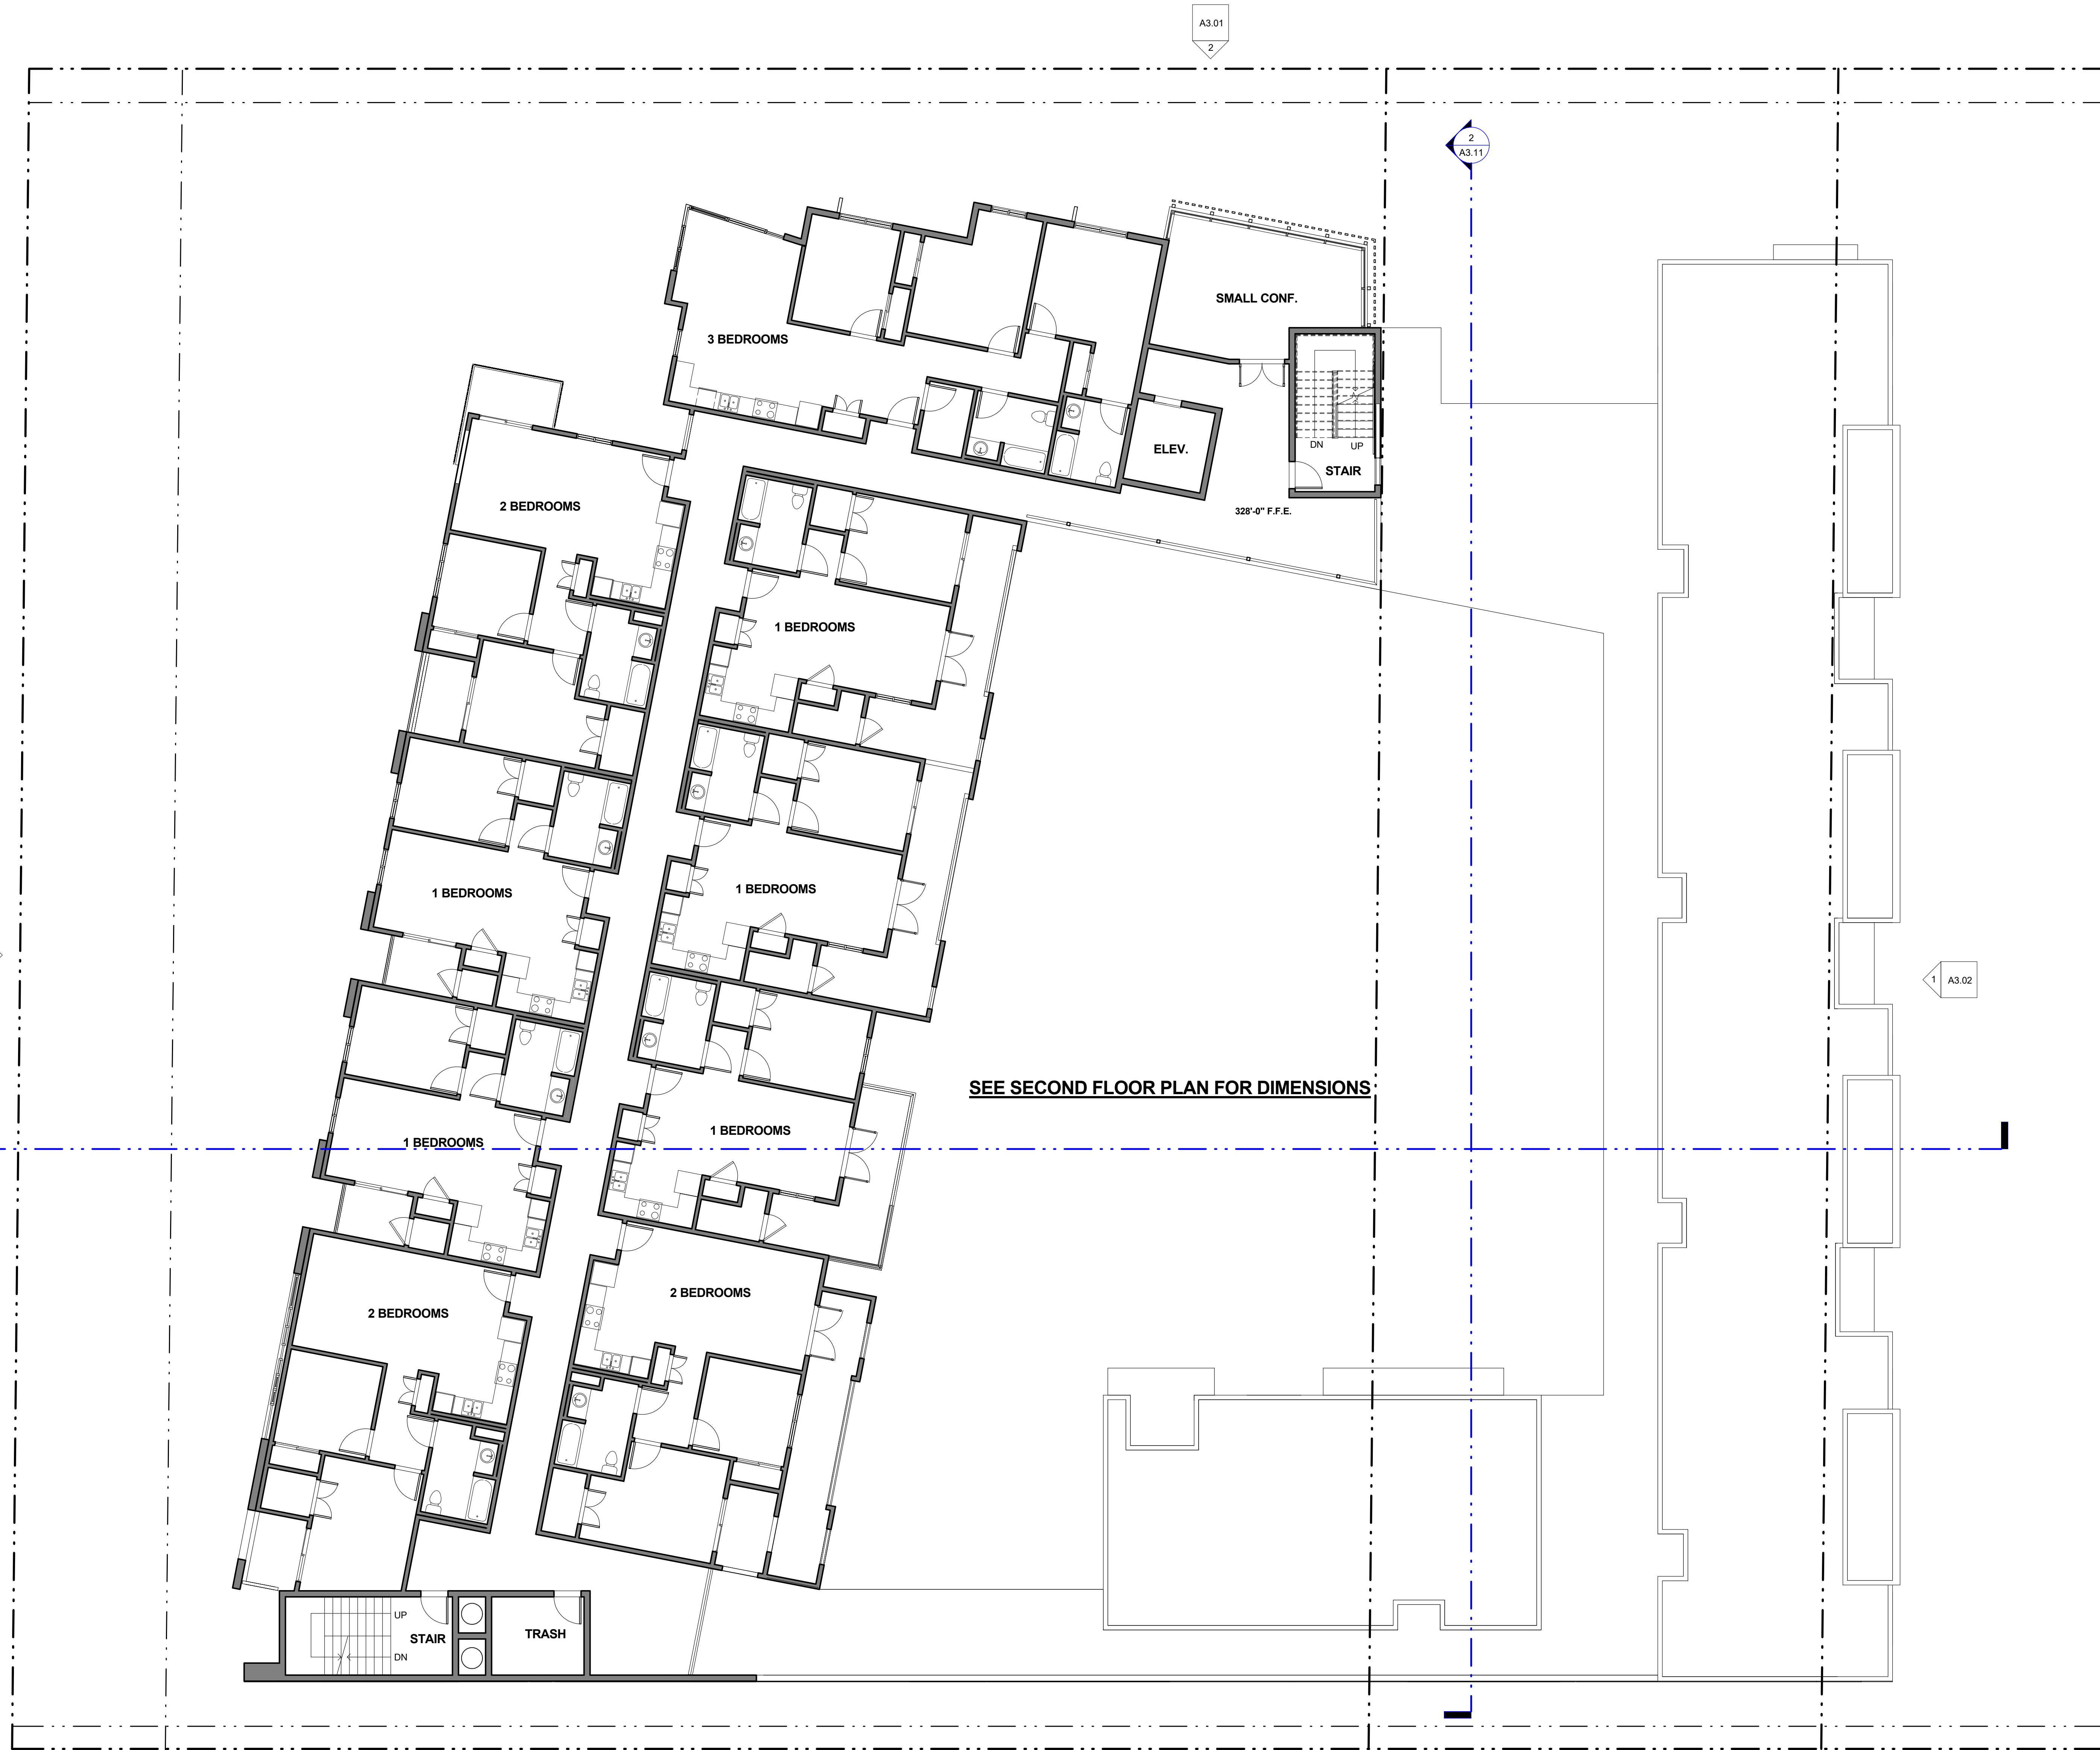 A3.01
2
2
A3.11
SMALL CONF.
3 BEDROOMS
ELEV.
DN
UP
STAIR
2 BEDROOMS
328'-0" F.F.E.
1 BEDROOMS
1 BEDROOMS
1 BEDROOMS
1
A3.02
SEE SECOND FLOOR PLAN FOR DIMENSIONS
1 BEDROOMS
1 BEDROOMS
2 BEDROOMS
2 BEDROOMS
UP
STAIR
DN
TRASH